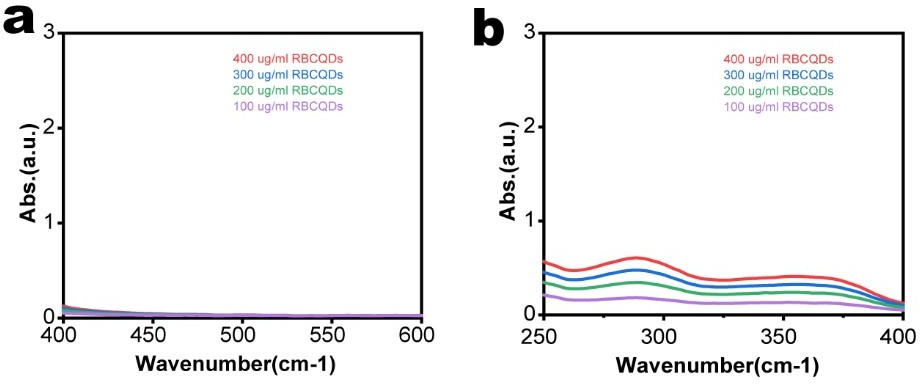 a
3
2
1
0
400 ug/ml RBCQDs
300 ug/ml RBCQDs
200 ug/ml RBCQDs
100 ug/ml RBCQDs
Abs.(a.u.)
400 450 500 550 600
Wavenumber(cm-1)
b
3
2
1
0
400 ug/ml RBCQDs
300 ug/ml RBCQDs
200 ug/ml RBCQDs
100 ug/ml RBCQDs
Abs.(a.u.)
250 300 350 400
Wavenumber(cm-1)